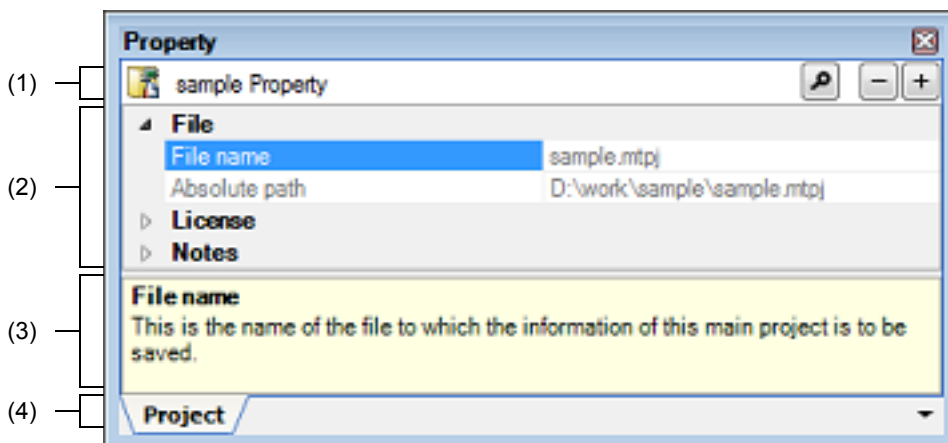 Property
(1) sample Property
(2)
File
File name sample.mtpj
Absolute path D:\work\sample\sample.mtpj
License
Notes
(3)
File name
This is the name of the file to which the information of this main project is to be
saved.
(4) Project